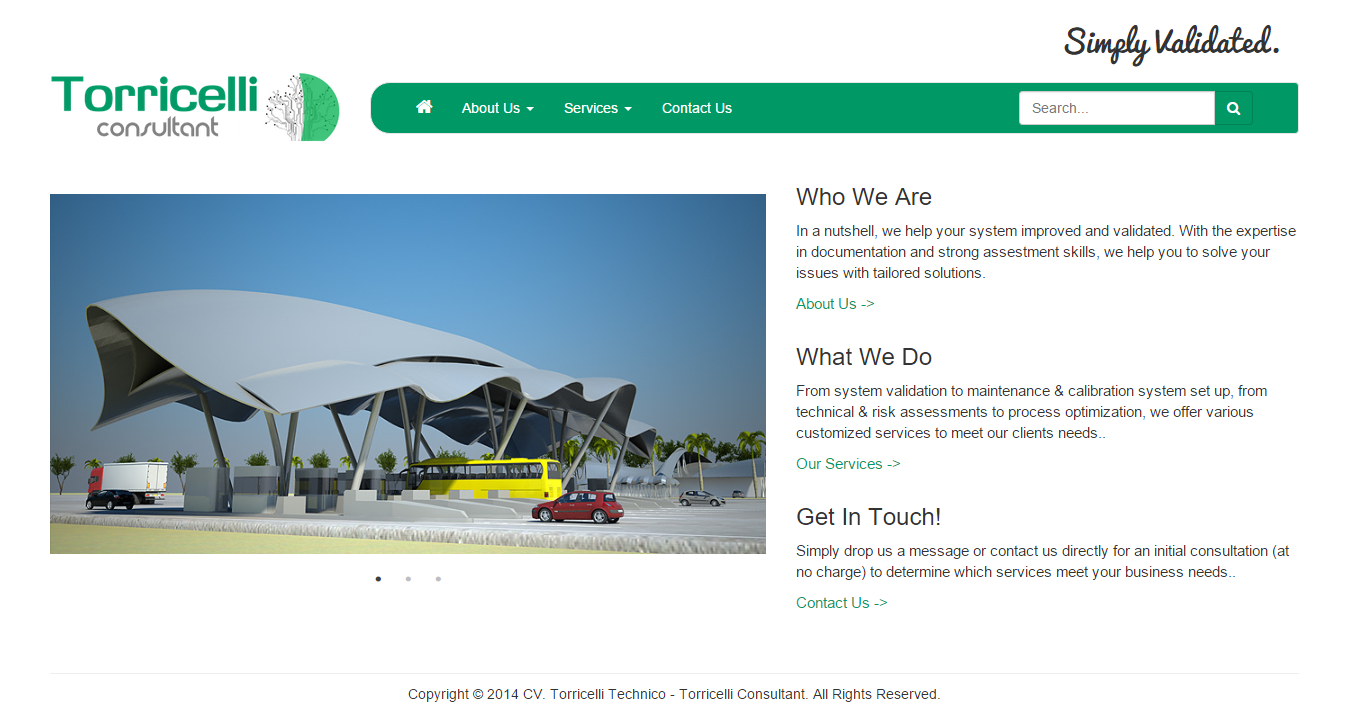 Simply Validated.
Torricelli
consultant
About Us
Services
Contact Us
Search...
Who We Are
In a nutshell, we help your system improved and validated. With the expertise
in documentation and strong assestment skills, we help you to solve your
issues with tailored solutions.
About Us ->
What We Do
From system validation to maintenance & calibration system set up, from
technical & risk assessments to process optimization, we offer various
customized services to meet our clients needs..
Our Services ->
Get In Touch!
Simply drop us a message or contact us directly for an initial consultation (at
no charge) to determine which services meet your business needs..
Contact Us ->
Copyright © 2014 CV. Torricelli Technico - Torricelli Consultant. All Rights Reserved.